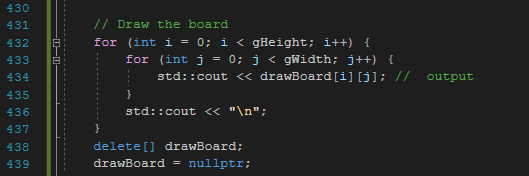 430
431 // Draw the board
432 for (int i = 0; i < gHeight; i++) {
433 for (int j = 0; j < gWidth; j++) {
434 std::cout << drawBoard[i][j]; //  output
435 }
436 std::cout << "\n";
437 }
438 delete[] drawBoard;
439 drawBoard = nullptr;